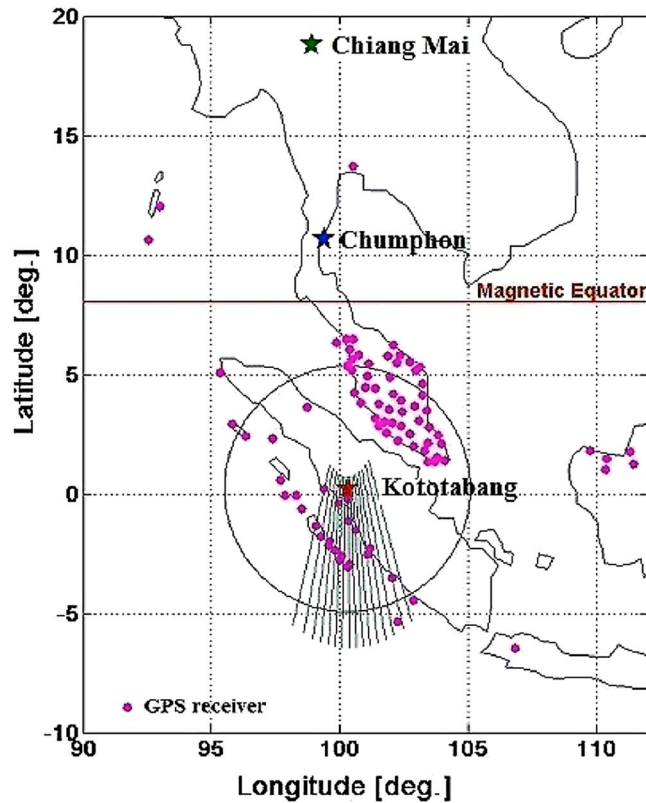 20
Chiang Mai
15
Chumphon
10
Magnetic Equator
Latitude [deg.]
5
Kototabang
0
-5
GPS receiver
-10
90
95
100
105
110
Longitude [deg.]